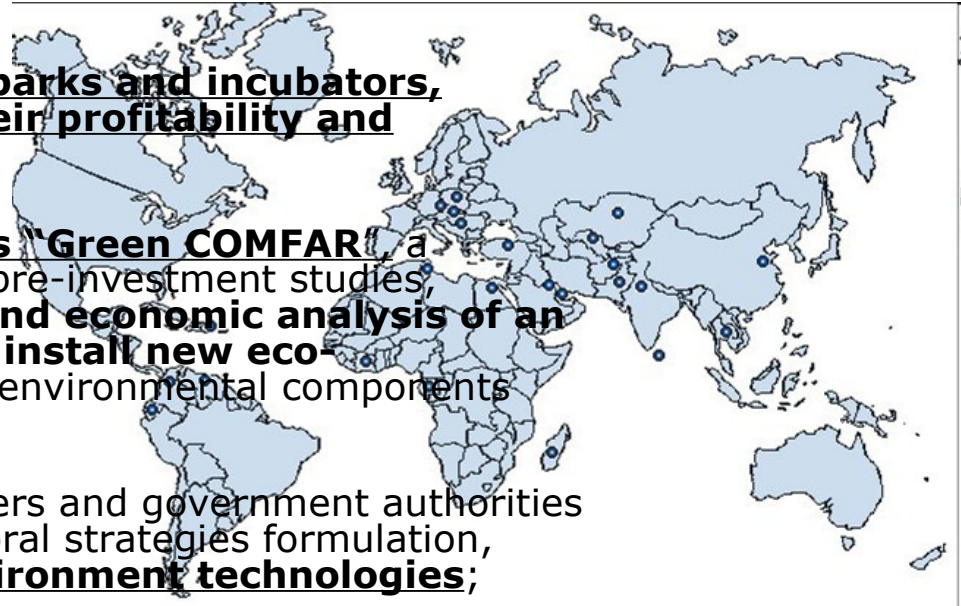 parks and incubators,
eir profitability and
s “Green COMFAR”, a
pre-investment studies,
nd economic analysis of an
install new eco-
environmental components
ers and government authorities
oral strategies formulation,
ironment technologies;